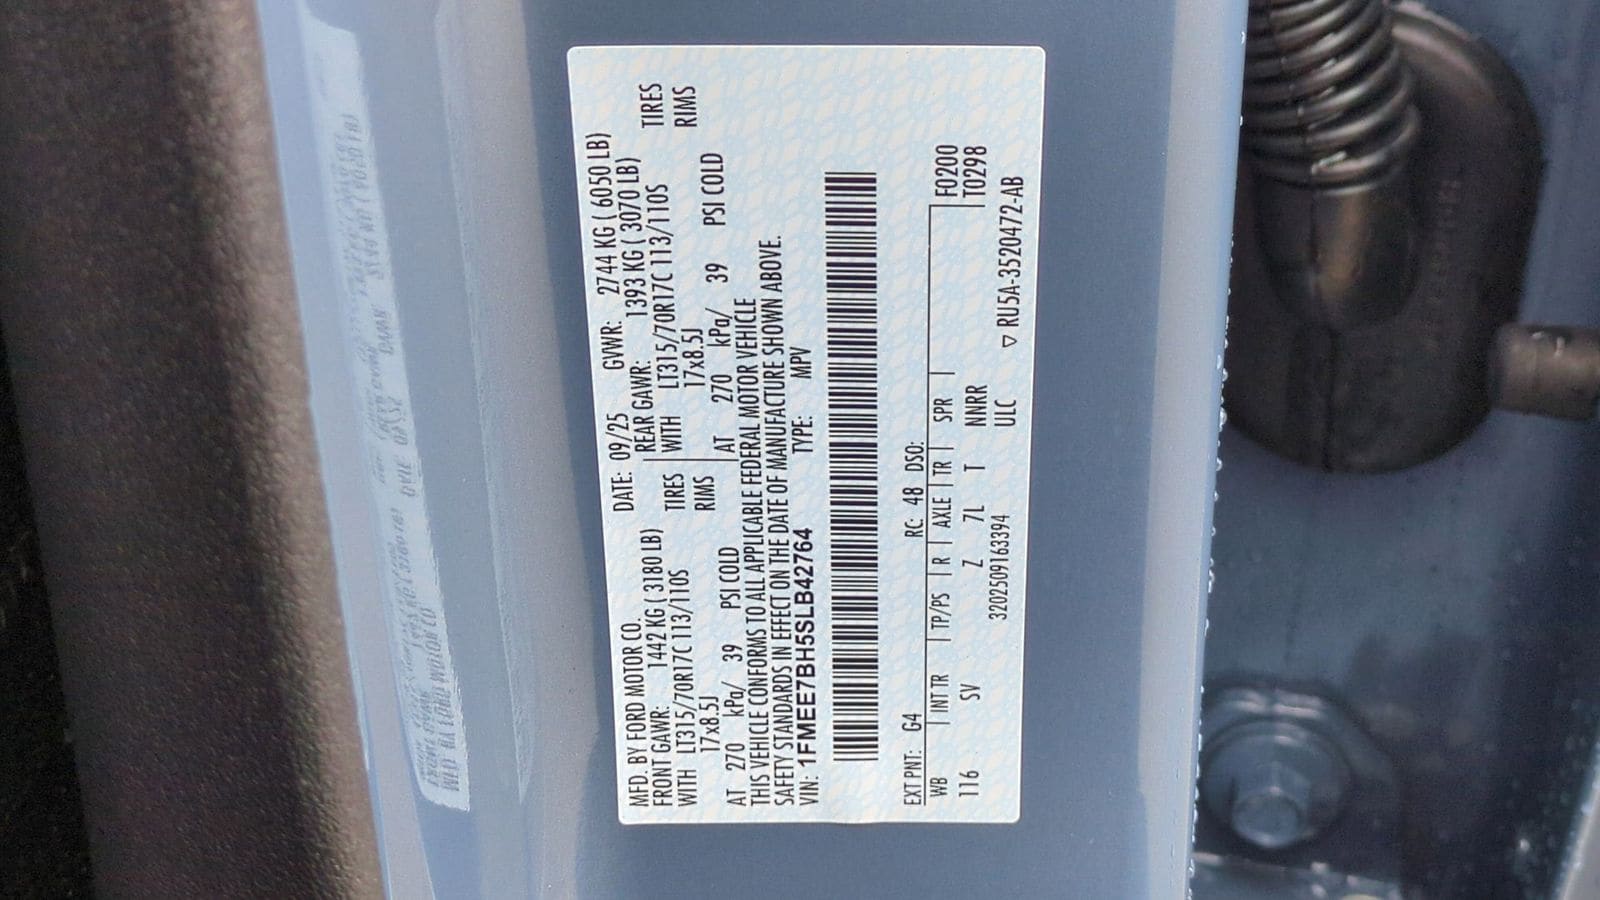 MFD. BY FORD MOTOR CO.
DATE: 09/25 GVWR: 2744 KG ( 6050 LB)
FRONT GAWR: 1442 KG ( 3180 LB) REAR GAWR: 1393 KG ( 3070 LB)
WITH LT315/70R17C 113/110S TIRES WITH LT315/70R17C 113/110S TIRES
17x8.5J RIMS 17x8.5J RIMS
AT 270 kPa/ 39 PSI COLD AT 270 kPa/ 39 PSI COLD
THIS VEHICLE CONFORMS TO ALL APPLICABLE FEDERAL MOTOR VEHICLE
SAFETY STANDARDS IN EFFECT ON THE DATE OF MANUFACTURE SHOWN ABOVE.
VIN: 1FMEE7BH5SLB42764 TYPE: MPV
EXT PNT: G4 RC: 48 DSO:
WB INT TR TP/PS R AXLE TR SPR F0200
116 SV Z 7L T NNRR T0298
3202509163394 ULC ▽ RU5A-3520472-AB